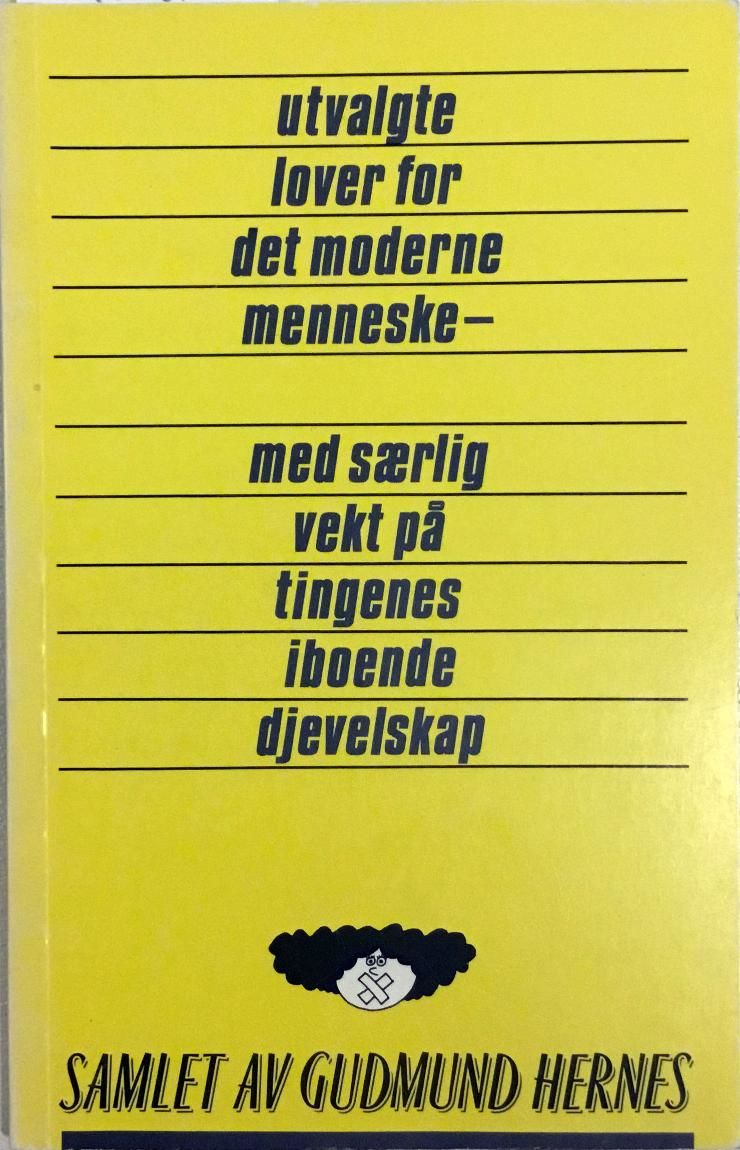 utvalgte
lover for
det moderne
menneske–
med særlig
vekt på
tingenes
iboende
djevelskap
SAMLET AV GUDMUND HERNES